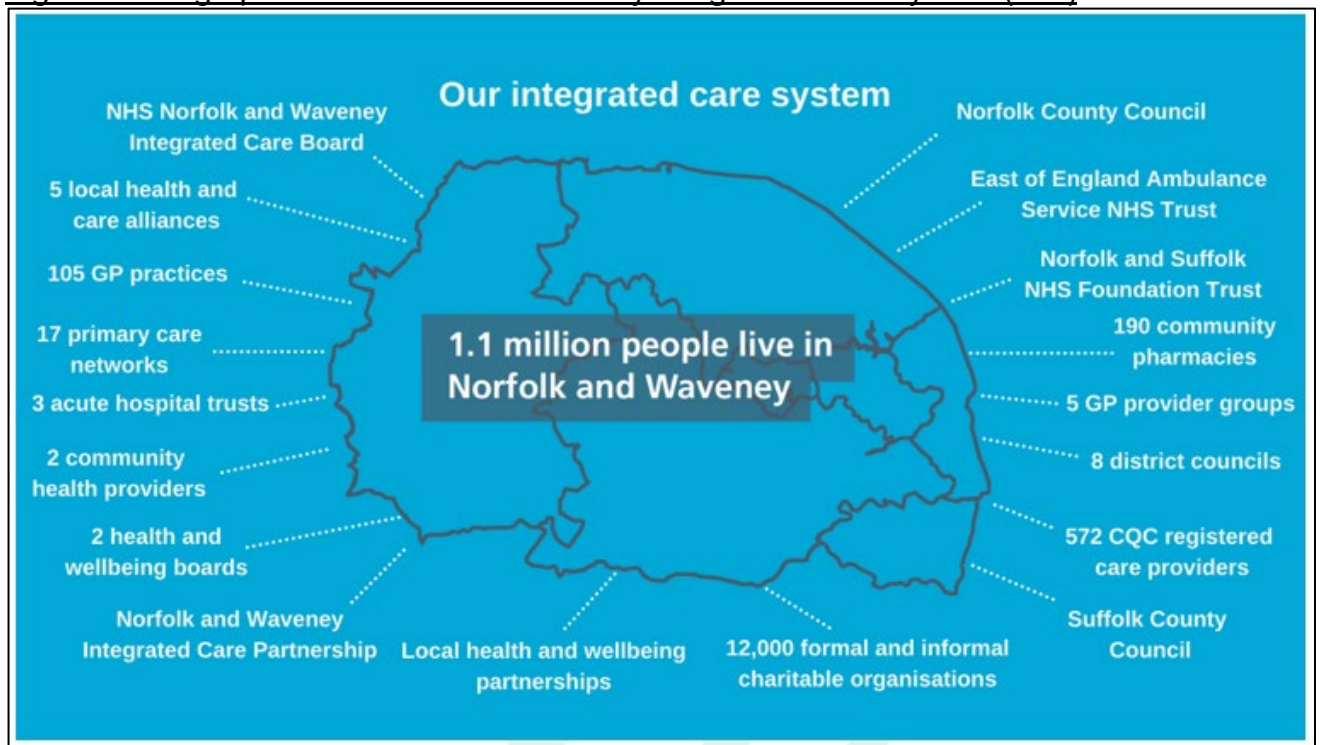 Our integrated care system
NHS Norfolk and Waveney
Integrated Care Board
5 local health and
care alliances
105 GP practices
17 primary care
networks
3 acute hospital trusts
2 community
health providers
2 health and
wellbeing boards
Norfolk and Waveney
Integrated Care Partnership
1.1 million people live in
Norfolk and Waveney
Local health and wellbeing
partnerships
12,000 formal and informal
charitable organisations
Norfolk County Council
East of England Ambulance
Service NHS Trust
Norfolk and Suffolk
NHS Foundation Trust
190 community
pharmacies
5 GP provider groups
8 district councils
572 CQC registered
care providers
Suffolk County
Council